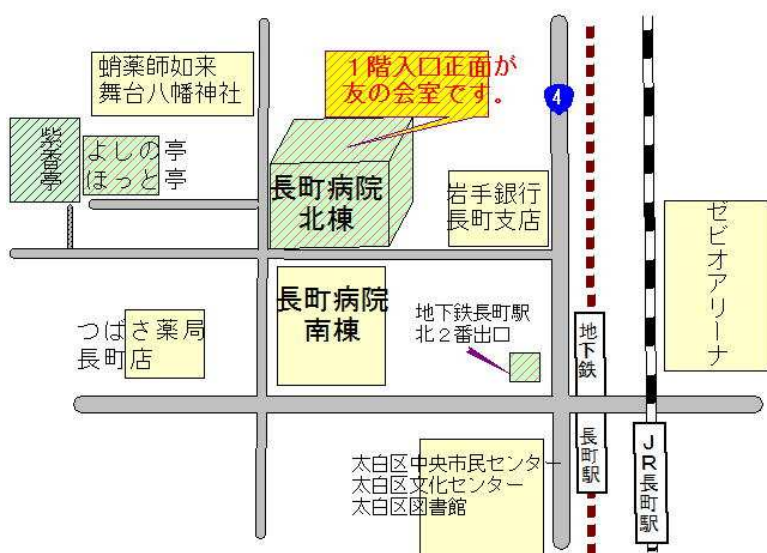 蛸薬師如来
舞台八幡神社
１階入口正面が
友の会室です。
4
紫香亭
よしの亭
ほっと亭
長町病院
北棟
岩手銀行
長町支店
ゼビオアリーナ
長町病院
南棟
つばさ薬局
長町店
地下鉄長町駅
北２番出口
地下鉄 長町駅
ＪＲ長町駅
太白区中央市民センター
太白区文化センター
太白区図書館